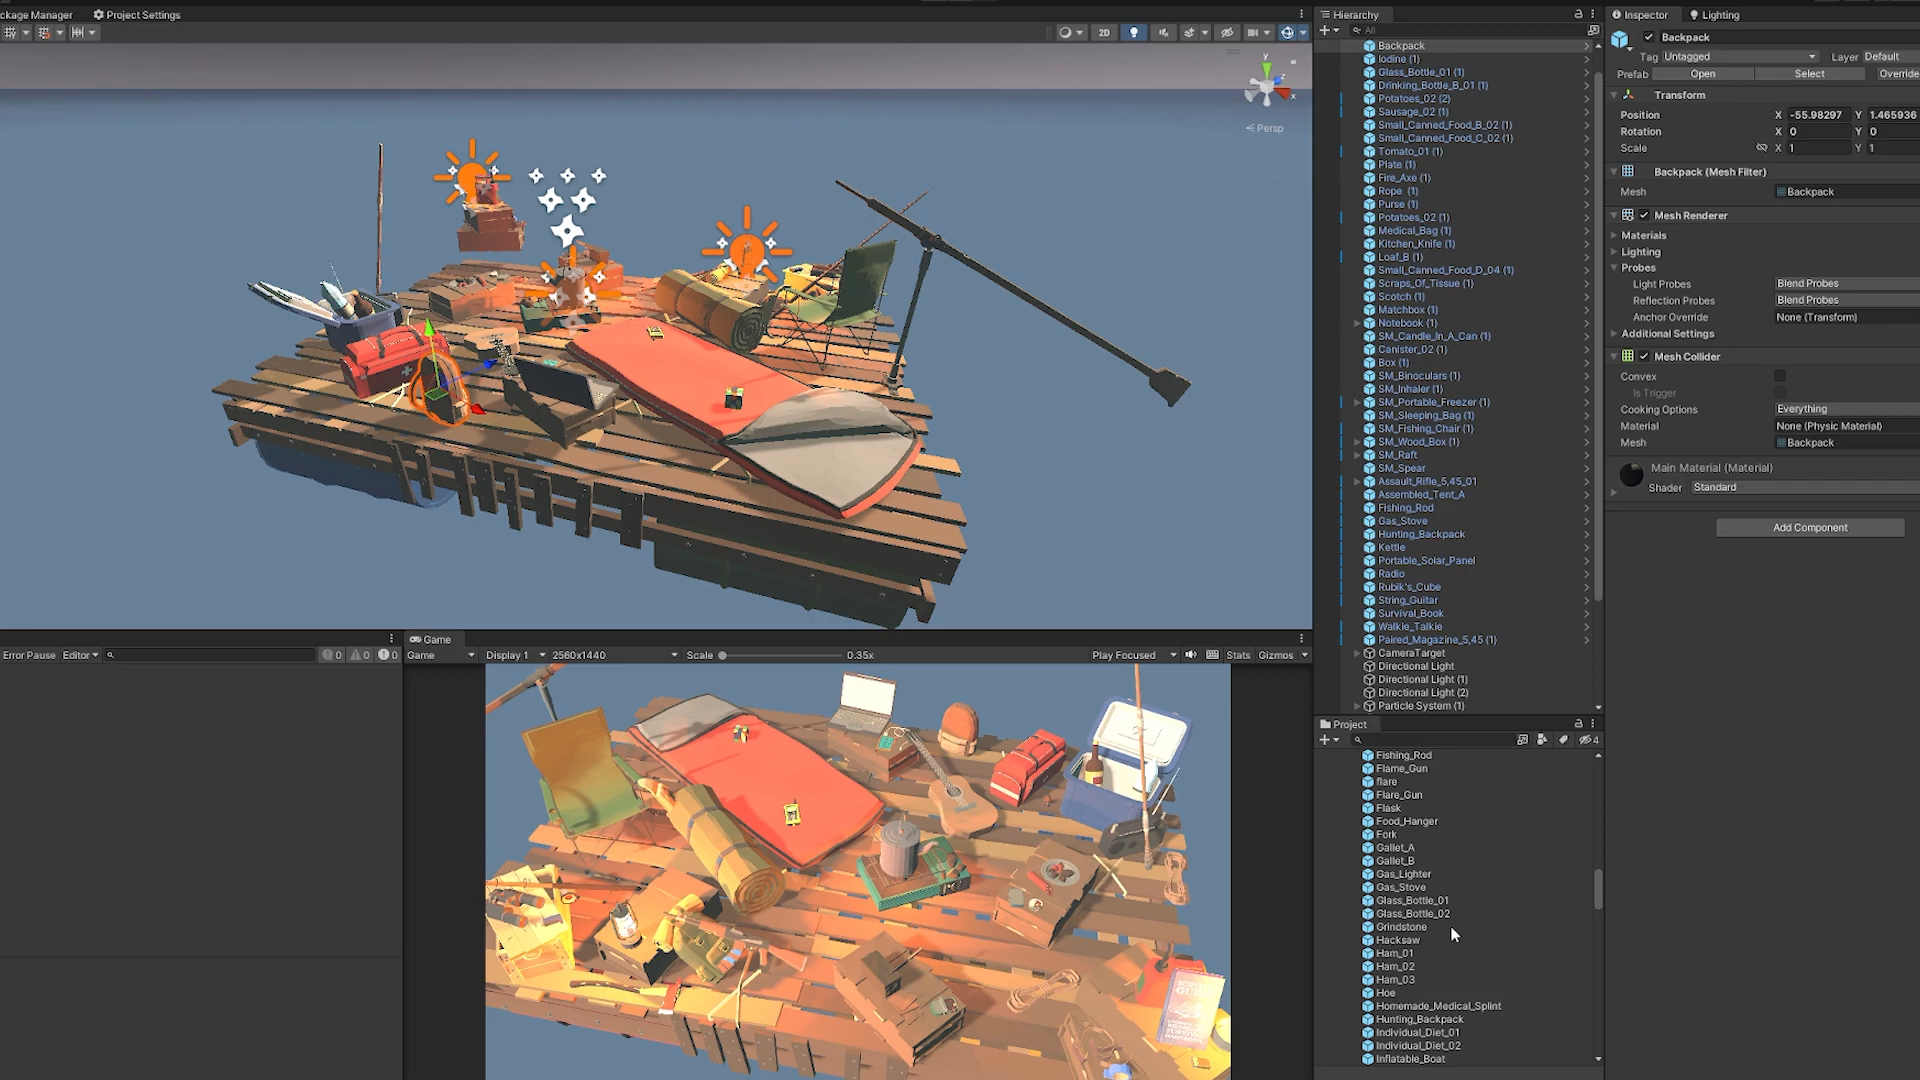 ckage Manager
Project Settings
2D
y
z
x
Persp
Error Pause
Editor
0
0
0
Game
Game
Display 1
2560x1440
Scale
0.35x
Play Focused
Stats
Gizmos
Hierarchy
All
Backpack
Iodine (1)
Glass_Bottle_01 (1)
Drinking_Bottle_B_01 (1)
Potatoes_02 (2)
Sausage_02 (1)
Small_Canned_Food_B_02 (1)
Small_Canned_Food_C_02 (1)
Tomato_01 (1)
Plate (1)
Fire_Axe (1)
Rope (1)
Purse (1)
Potatoes_02 (1)
Medical_Bag (1)
Kitchen_Knife (1)
Loaf_B (1)
Small_Canned_Food_D_04 (1)
Scraps_Of_Tissue (1)
Scotch (1)
Matchbox (1)
Notebook (1)
SM_Candle_In_A_Can (1)
Canister_02 (1)
Box (1)
SM_Binoculars (1)
SM_Inhaler (1)
SM_Portable_Freezer (1)
SM_Sleeping_Bag (1)
SM_Fishing_Chair (1)
SM_Wood_Box (1)
SM_Raft
SM_Spear
Assault_Rifle_5,45_01
Assembled_Tent_A
Fishing_Rod
Gas_Stove
Hunting_Backpack
Kettle
Portable_Solar_Panel
Radio
Rubik's_Cube
String_Guitar
Survival_Book
Walkie_Talkie
Paired_Magazine_5,45 (1)
CameraTarget
Directional Light
Directional Light (1)
Directional Light (2)
Particle System (1)
Project
4
Fishing_Rod
Flame_Gun
flare
Flare_Gun
Flask
Food_Hanger
Fork
Gallet_A
Gallet_B
Gas_Lighter
Gas_Stove
Glass_Bottle_01
Glass_Bottle_02
Grindstone
Hacksaw
Ham_01
Ham_02
Ham_03
Hoe
Homemade_Medical_Splint
Hunting_Backpack
Individual_Diet_01
Individual_Diet_02
Inflatable_Boat
Inspector
Lighting
Backpack
Tag Untagged
Layer Default
Prefab
Open
Select
Override
Transform
Position X -55.98297 Y 1.465936
Rotation X 0 Y 0
Scale X 1 Y 1
Backpack (Mesh Filter)
Mesh Backpack
Mesh Renderer
Materials
Lighting
Probes
Light Probes Blend Probes
Reflection Probes Blend Probes
Anchor Override None (Transform)
Additional Settings
Mesh Collider
Convex
Is Trigger
Cooking Options Everything
Material None (Physic Material)
Mesh Backpack
Main Material (Material)
Shader Standard
Add Component